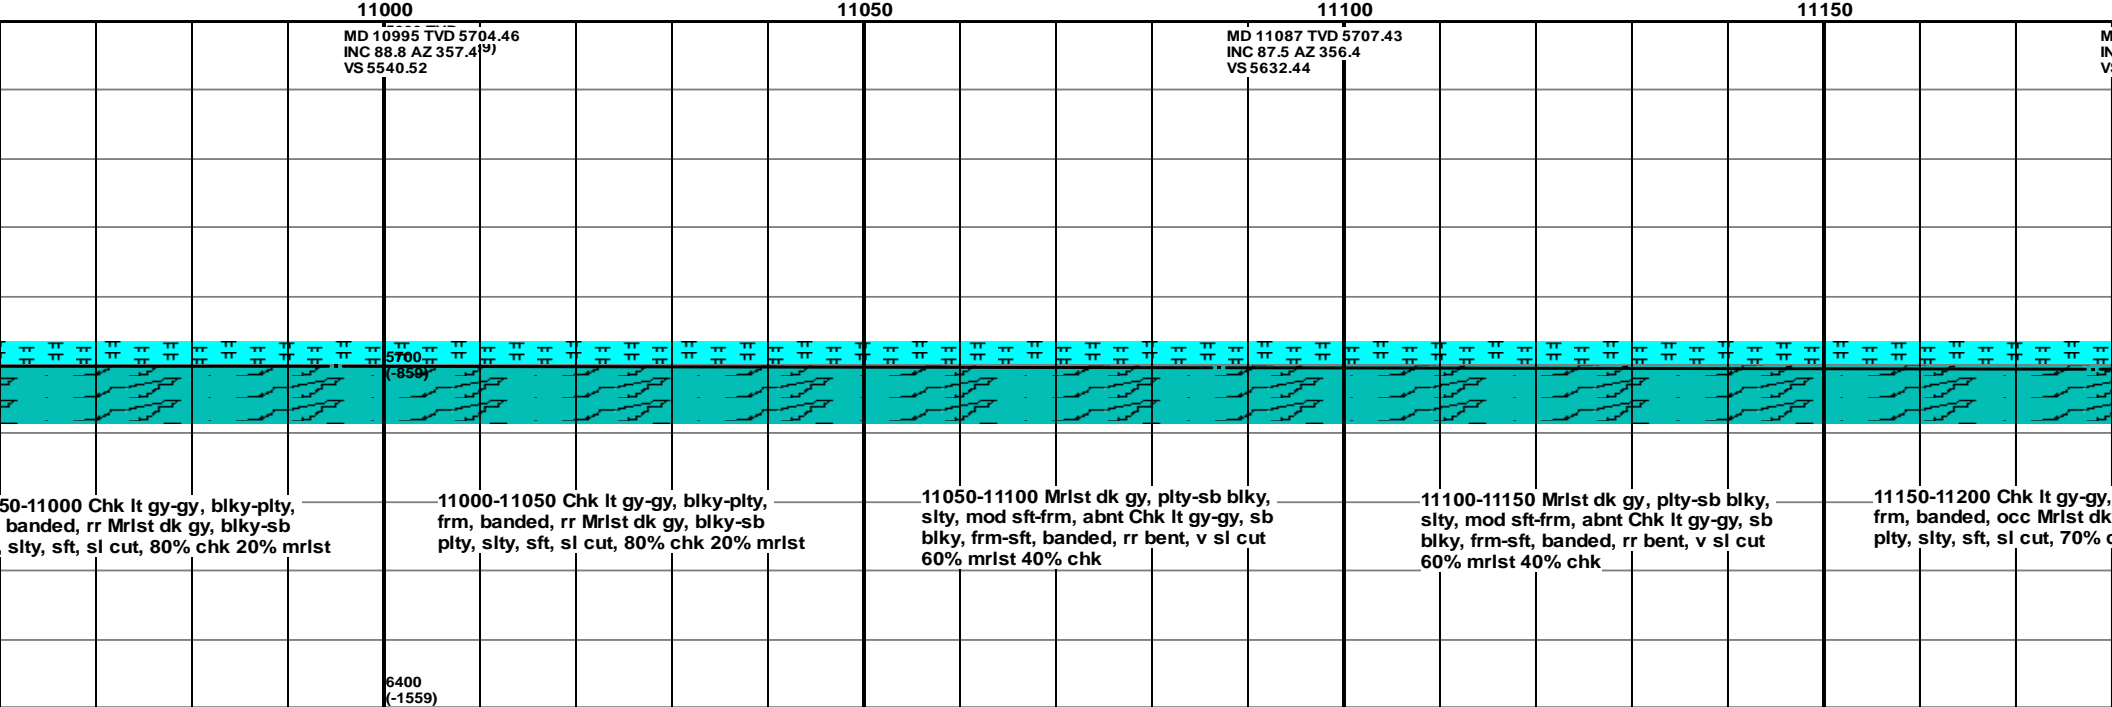 11000 11050 11100 11150
MD 10995 TVD 5704.46
INC 88.8 AZ 357.4
VS 5540.52
MD 11087 TVD 5707.43
INC 87.5 AZ 356.4
VS 5632.44
5700
(-859)
50-11000 Chk lt gy-gy, blky-plty,
banded, rr Mrlst dk gy, blky-sb
, slty, sft, sl cut, 80% chk 20% mrlst
11000-11050 Chk lt gy-gy, blky-plty,
frm, banded, rr Mrlst dk gy, blky-sb
plty, slty, sft, sl cut, 80% chk 20% mrlst
11050-11100 Mrlst dk gy, plty-sb blky,
slty, mod sft-frm, abnt Chk lt gy-gy, sb
blky, frm-sft, banded, rr bent, v sl cut
60% mrlst 40% chk
11100-11150 Mrlst dk gy, plty-sb blky,
slty, mod sft-frm, abnt Chk lt gy-gy, sb
blky, frm-sft, banded, rr bent, v sl cut
60% mrlst 40% chk
11150-11200 Chk lt gy-gy,
frm, banded, occ Mrlst dk
plty, slty, sft, sl cut, 70%
6400
(-1559)